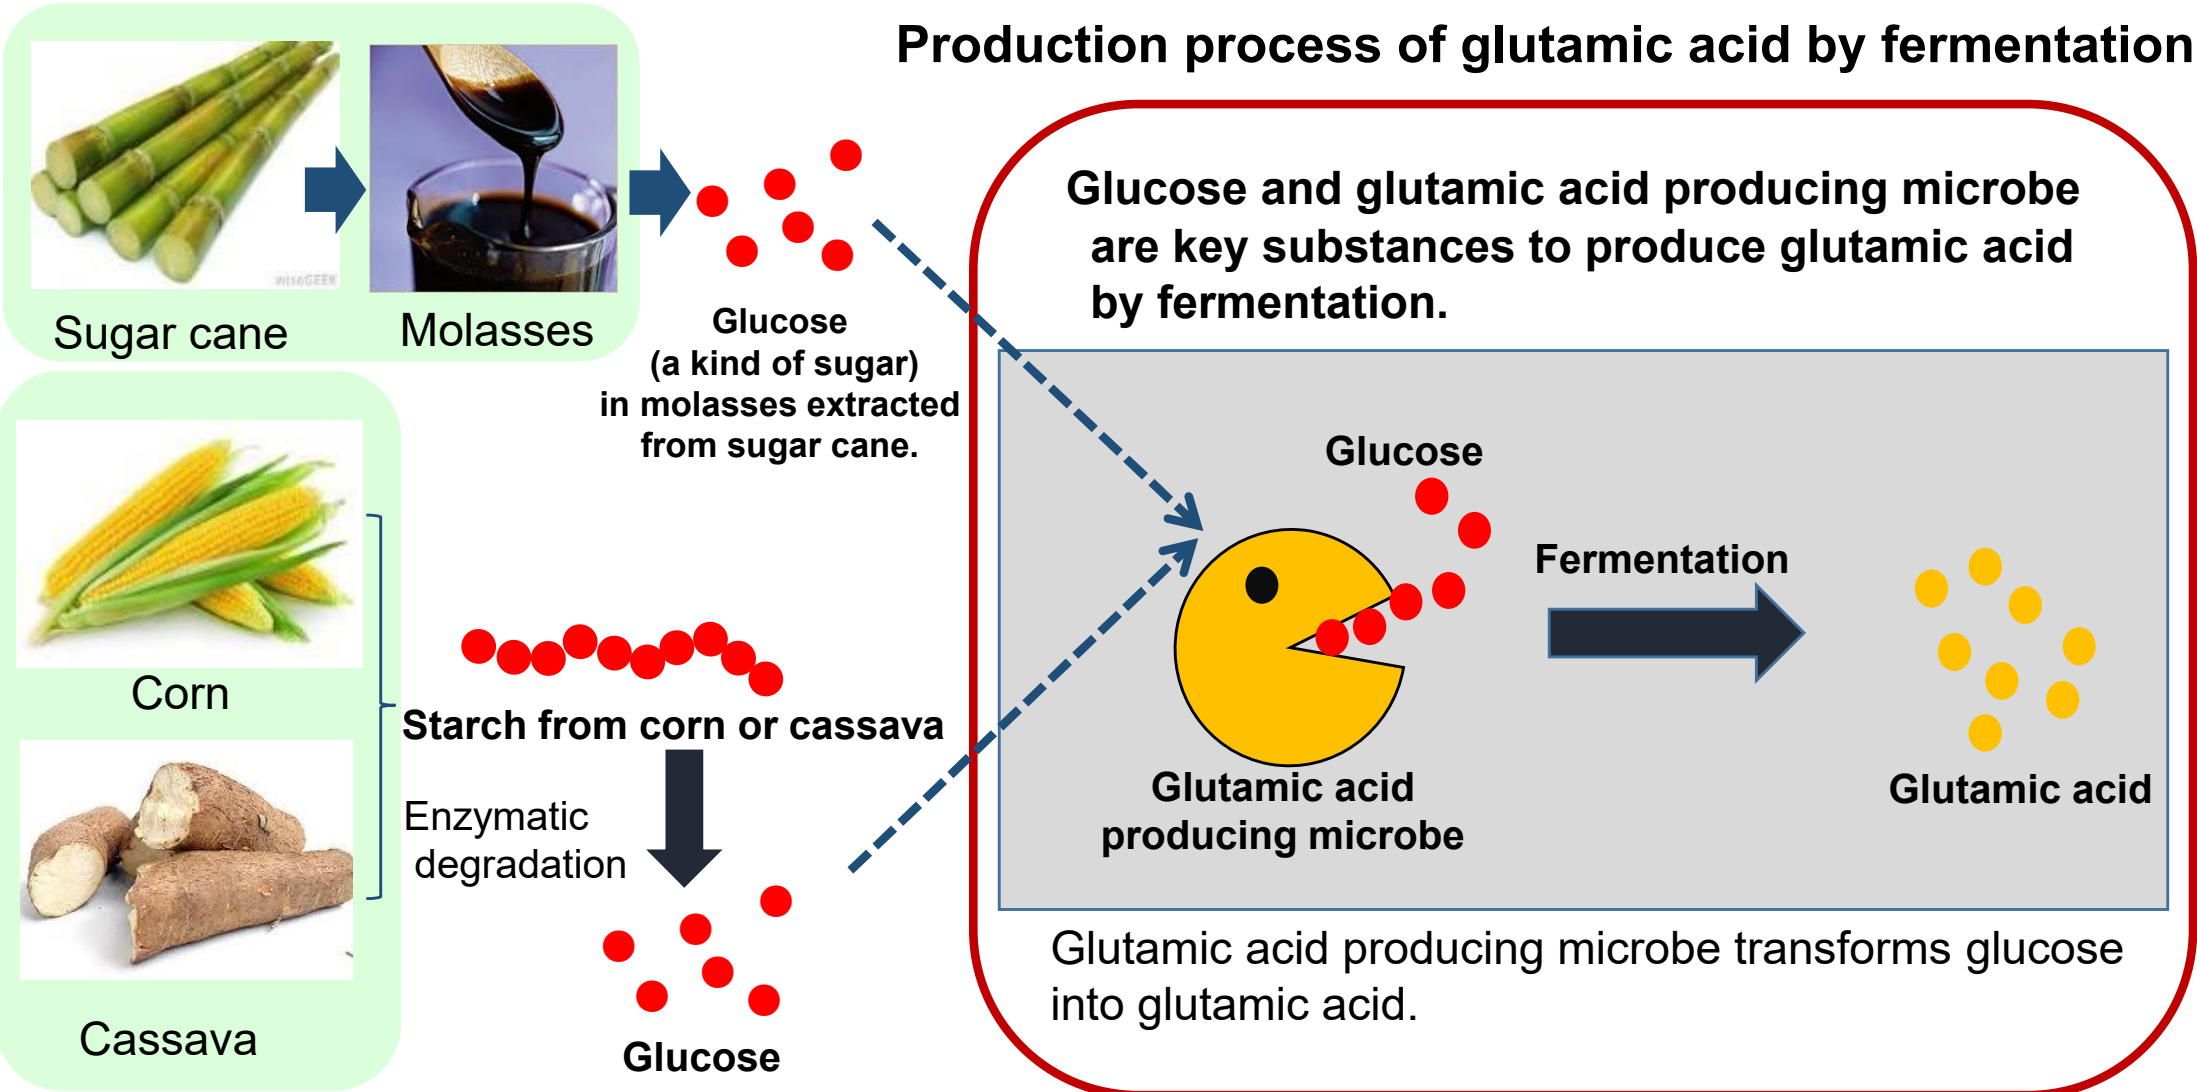 Production process of glutamic acid by fermentation
wiseGEEK
Sugar cane
Molasses
Glucose
(a kind of sugar)
in molasses extracted
from sugar cane.
Corn
Cassava
Starch from corn or cassava
Enzymatic
degradation
Glucose
Glucose and glutamic acid producing microbe
are key substances to produce glutamic acid
by fermentation.
Glucose
Fermentation
Glutamic acid
producing microbe
Glutamic acid
Glutamic acid producing microbe transforms glucose
into glutamic acid.